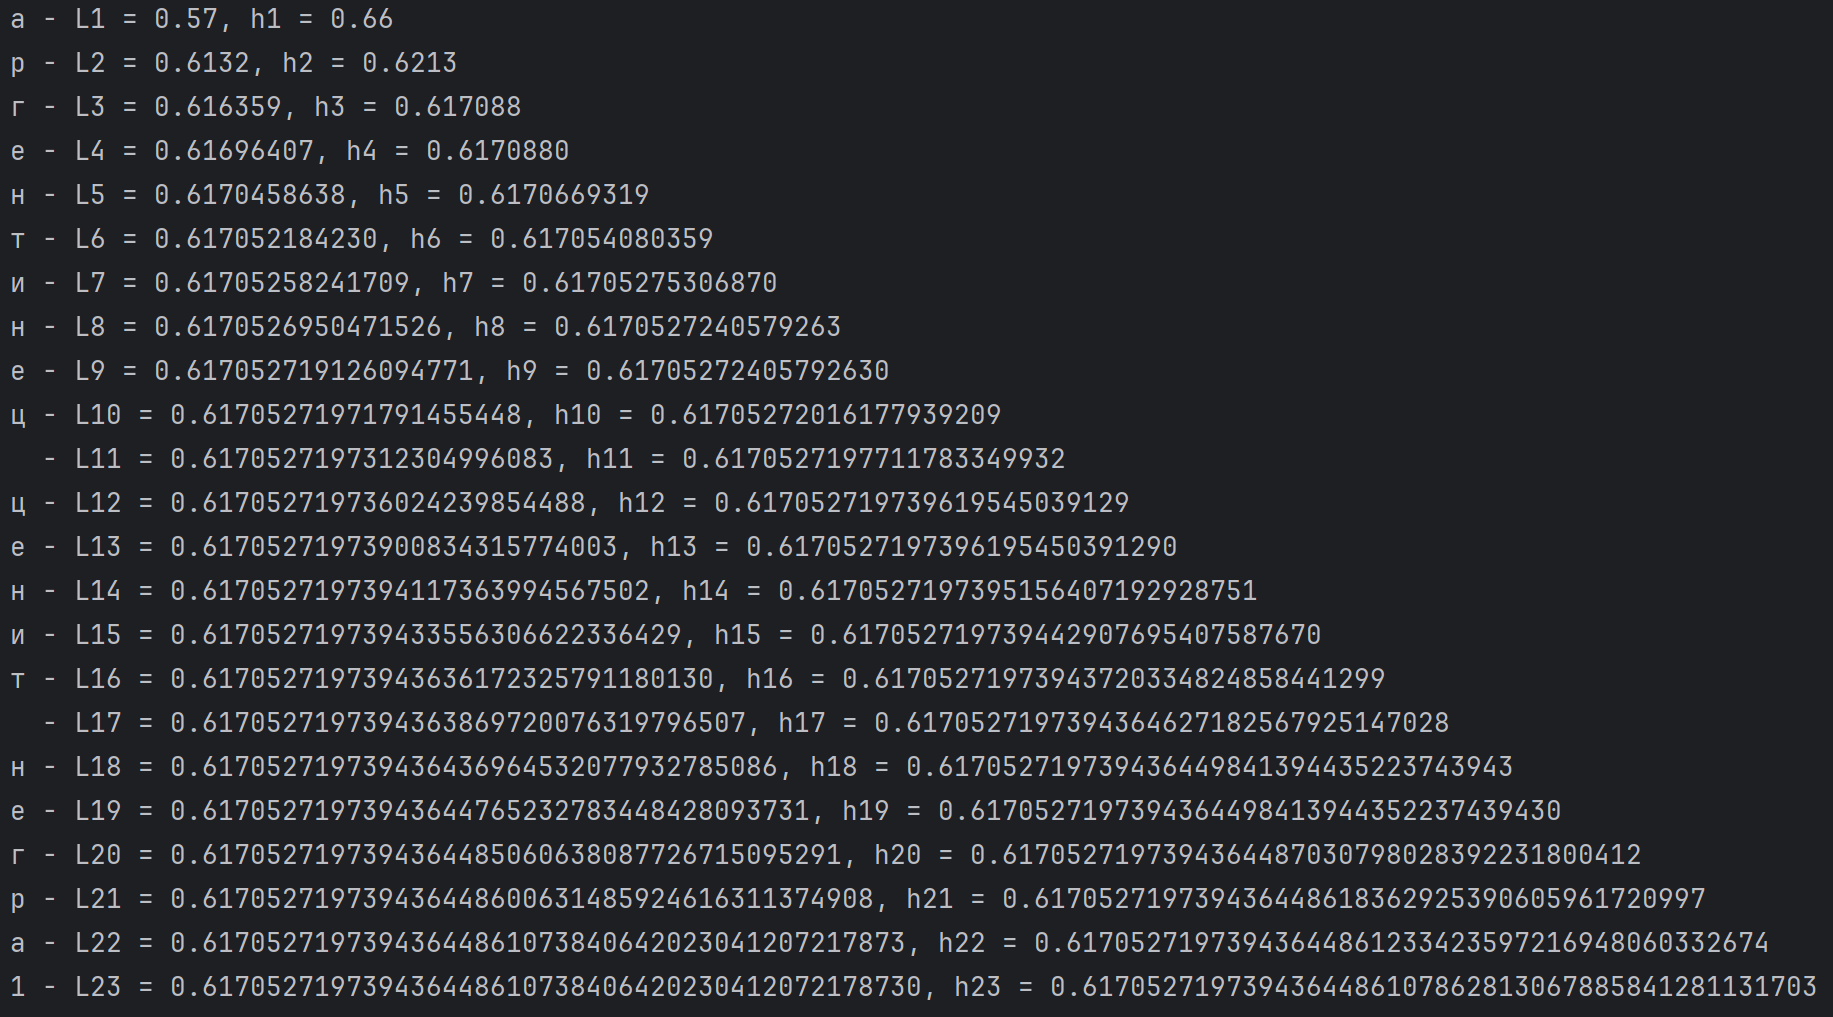 а - L1 = 0.57, h1 = 0.66
р - L2 = 0.6132, h2 = 0.6213
г - L3 = 0.616359, h3 = 0.617088
е - L4 = 0.61696407, h4 = 0.6170880
н - L5 = 0.6170458638, h5 = 0.6170669319
т - L6 = 0.617052184230, h6 = 0.617054080359
и - L7 = 0.61705258241709, h7 = 0.61705275306870
н - L8 = 0.6170526950471526, h8 = 0.6170527240579263
е - L9 = 0.617052719126094771, h9 = 0.61705272405792630
ц - L10 = 0.61705271971791455448, h10 = 0.61705272016177939209
- L11 = 0.6170527197312304996083, h11 = 0.6170527197711783349932
ц - L12 = 0.617052719736024239854488, h12 = 0.617052719739619545039129
е - L13 = 0.61705271973900834315774003, h13 = 0.6170527197396195450391290
н - L14 = 0.6170527197394117363994567502, h14 = 0.6170527197395156407192928751
и - L15 = 0.617052719739433556306622336429, h15 = 0.617052719739442907695407587670
т - L16 = 0.61705271973943636172325791180130, h16 = 0.61705271973943720334824858441299
- L17 = 0.6170527197394363869720076319796507, h17 = 0.6170527197394364627182567925147028
н - L18 = 0.617052719739436436964532077932785086, h18 = 0.617052719739436449841394435223743943
е - L19 = 0.61705271973943644765232783448428093731, h19 = 0.6170527197394364498413944352237439430
г - L20 = 0.6170527197394364485060638087726715095291, h20 = 0.6170527197394364487030798028392231800412
р - L21 = 0.617052719739436448600631485924616311374908, h21 = 0.617052719739436448618362925390605961720997
а - L22 = 0.61705271973943644861073840642023041207217873, h22 = 0.61705271973943644861233423597216948060332674
1 - L23 = 0.617052719739436448610738406420230412072178730, h23 = 0.6170527197394364486107862813067885841281131703